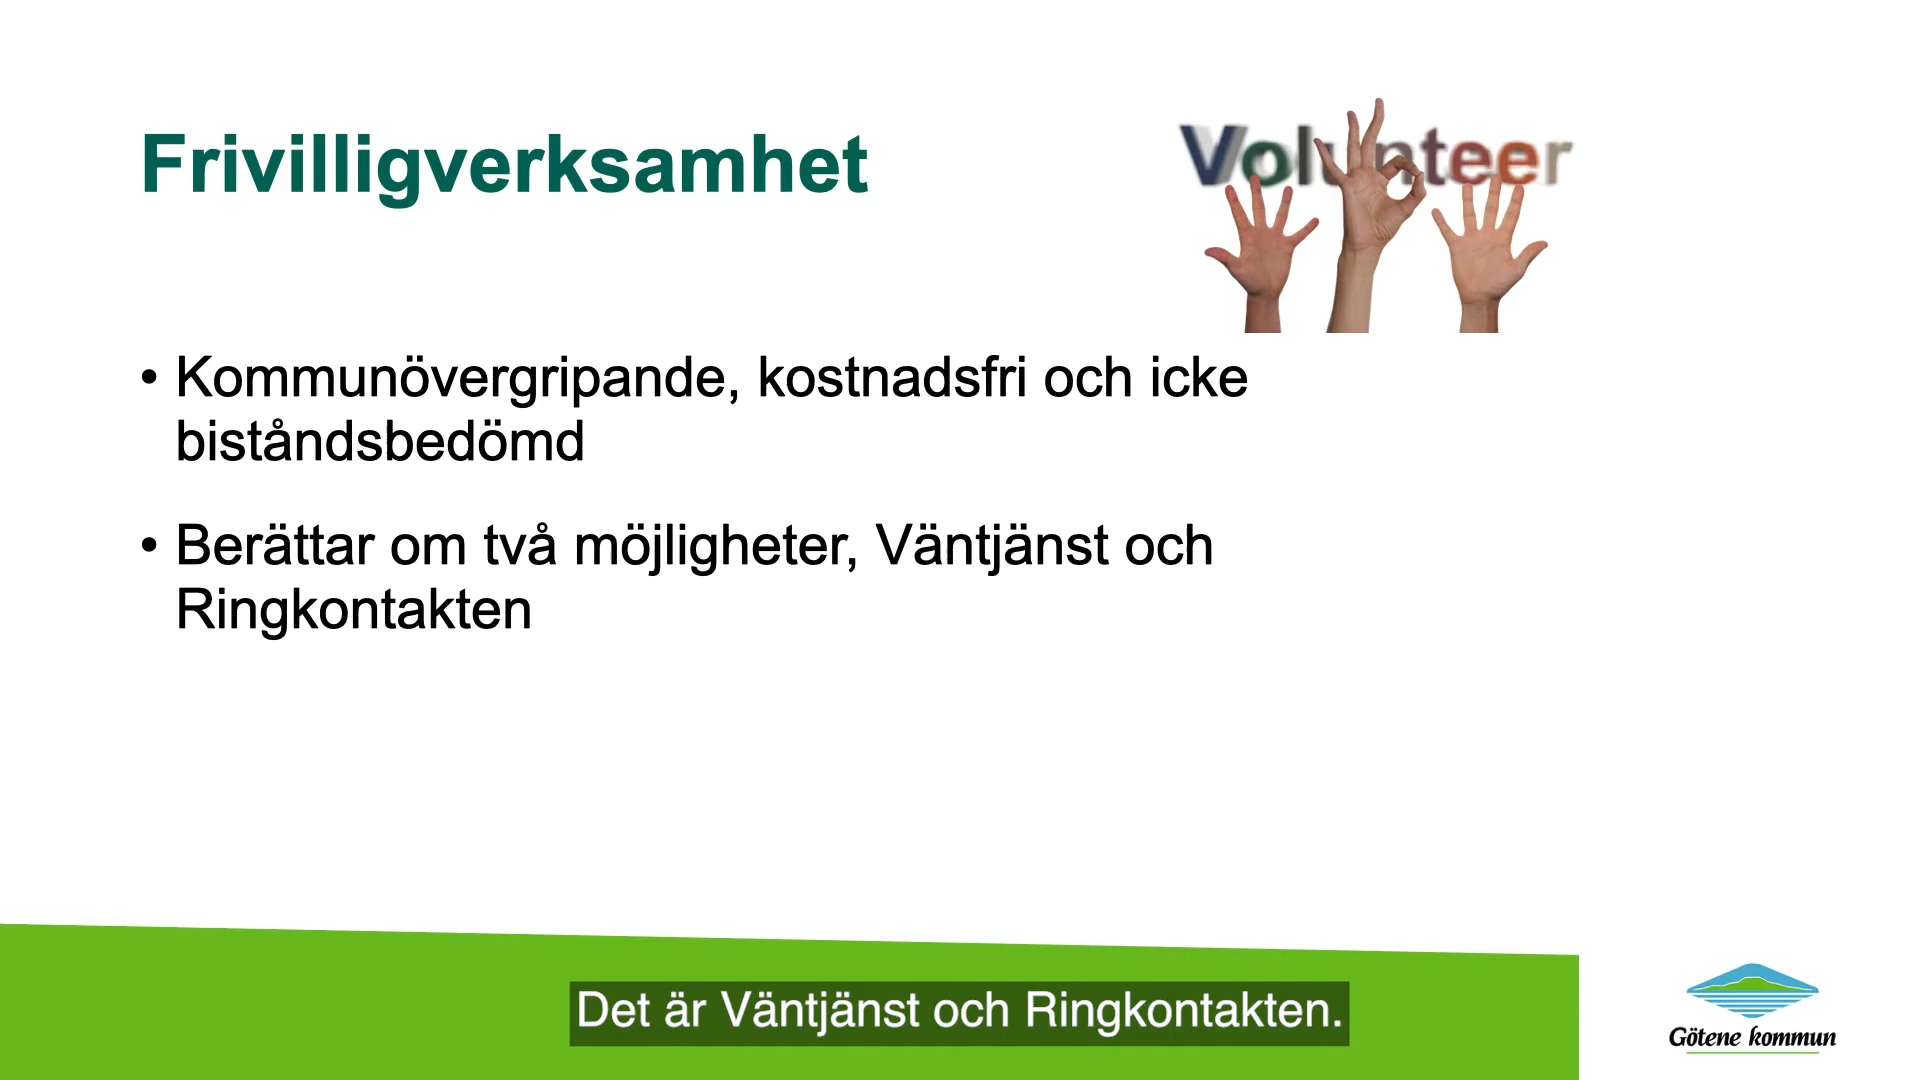 Frivilligverksamhet
Volunteer
• Kommunövergripande, kostnadsfri och icke
biståndsbedömd
• Berättar om två möjligheter, Väntjänst och
Ringkontakten
Det är Väntjänst och Ringkontakten.
Götene kommun